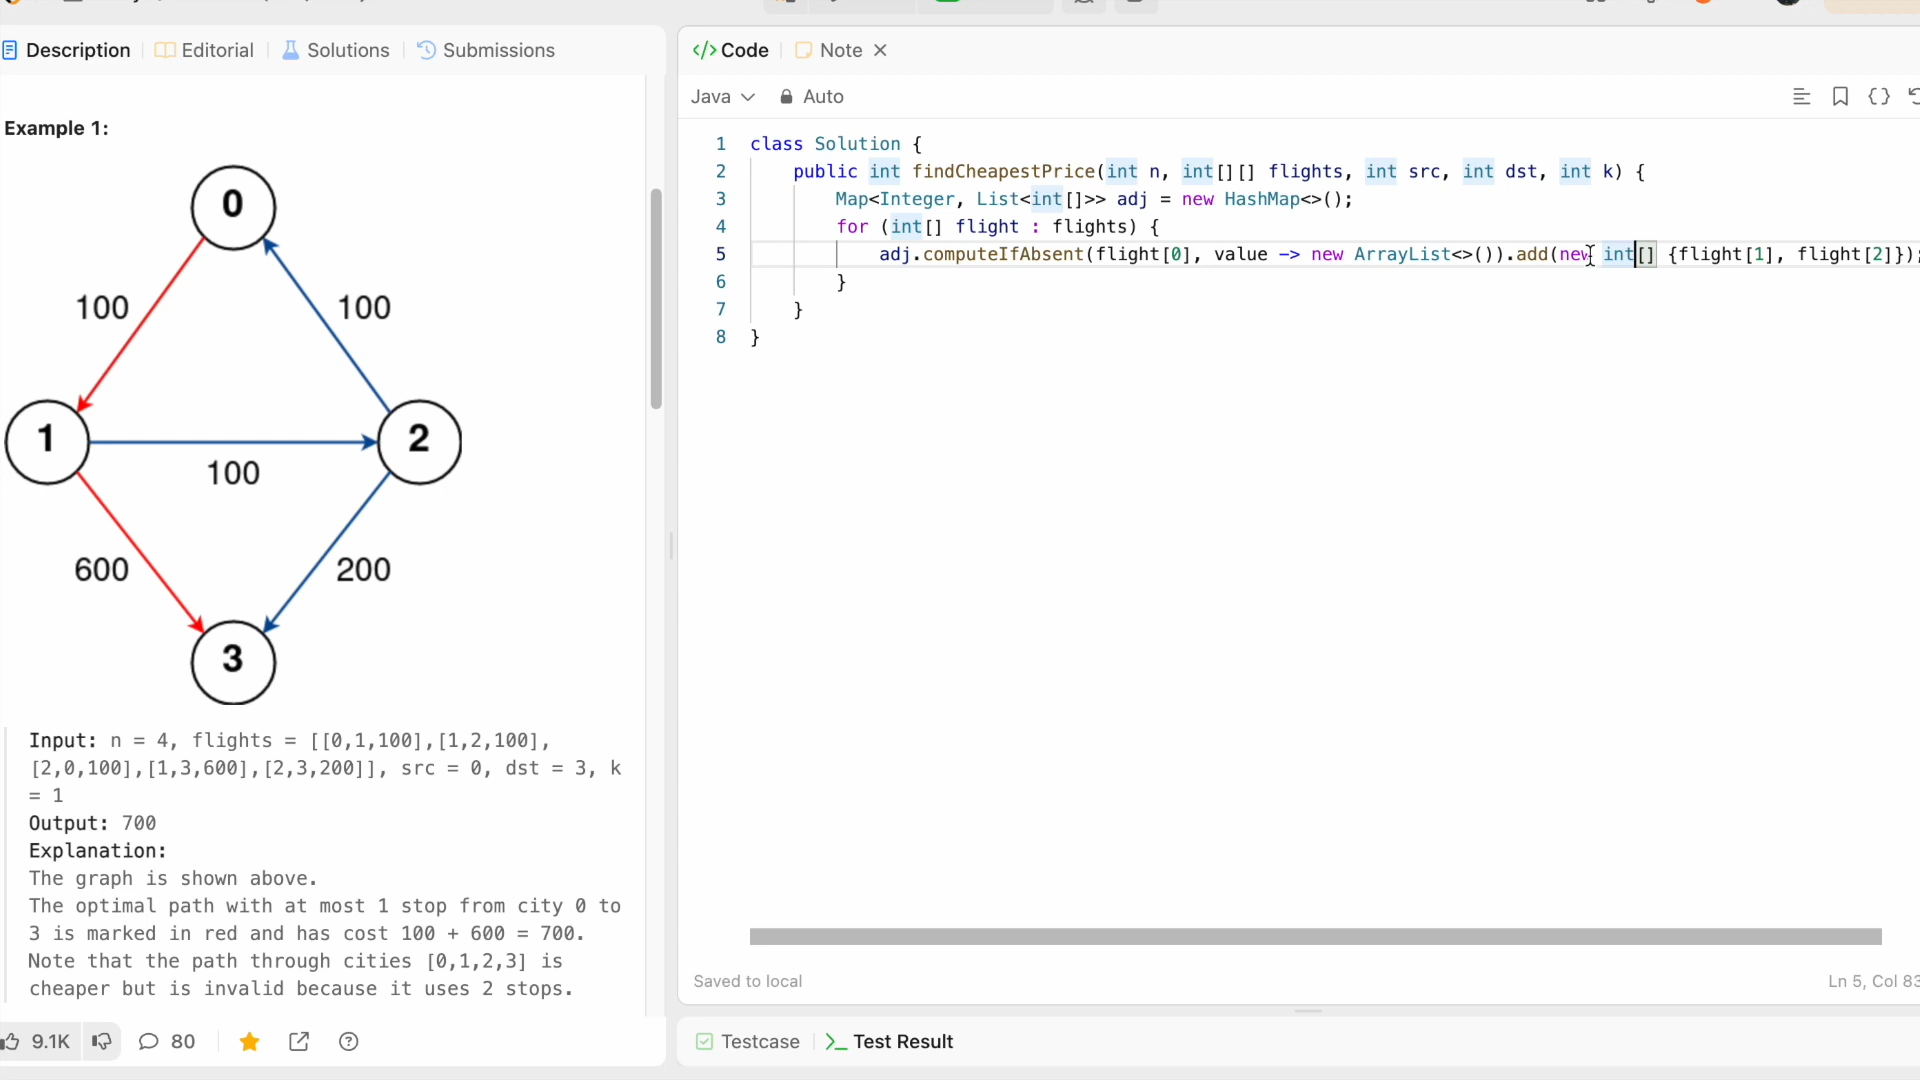 Description
Editorial
Solutions
Submissions
Example 1:
0
100
100
1
2
100
600
200
3
Input: n = 4, flights = [[0,1,100],[1,2,100],
[2,0,100],[1,3,600],[2,3,200]], src = 0, dst = 3, k
= 1
Output: 700
Explanation:
The graph is shown above.
The optimal path with at most 1 stop from city 0 to
3 is marked in red and has cost 100 + 600 = 700.
Note that the path through cities [0,1,2,3] is
cheaper but is invalid because it uses 2 stops.
9.1K
80
</> Code
Note
Java
Auto
1 class Solution {
2 public int findCheapestPrice(int n, int[][] flights, int src, int dst, int k) {
3 Map<Integer, List<int[]>> adj = new HashMap<>();
4 for (int[] flight : flights) {
5 adj.computeIfAbsent(flight[0], value -> new ArrayList<>()).add(new int[] {flight[1], flight[2]});
6 }
7 }
8 }
Saved to local
Ln 5, Col 83
Testcase
Test Result